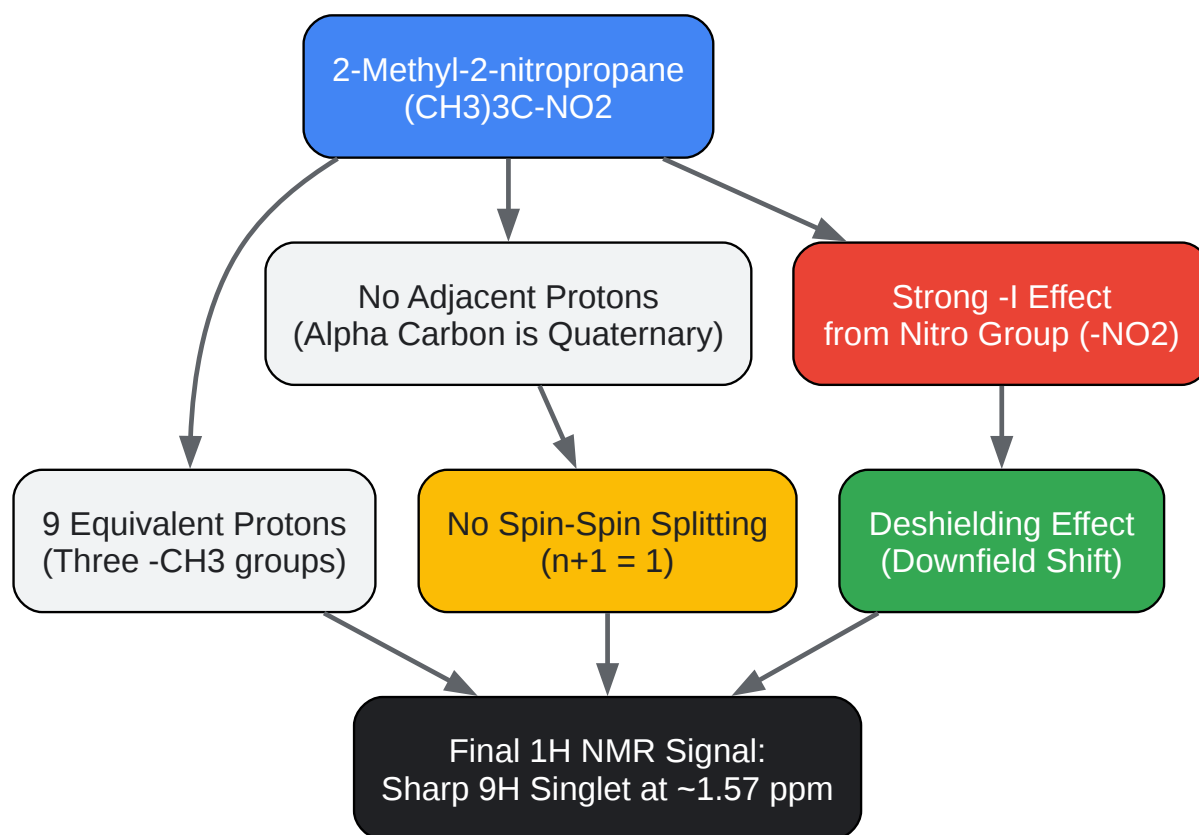 2-Methyl-2-nitropropane
(CH3)3C-NO2
No Adjacent Protons
(Alpha Carbon is Quaternary)
Strong -I Effect
from Nitro Group (-NO2)
9 Equivalent Protons
(Three -CH3 groups)
No Spin-Spin Splitting
(n+1 = 1)
Deshielding Effect
(Downfield Shift)
Final 1H NMR Signal:
Sharp 9H Singlet at ~1.57 ppm